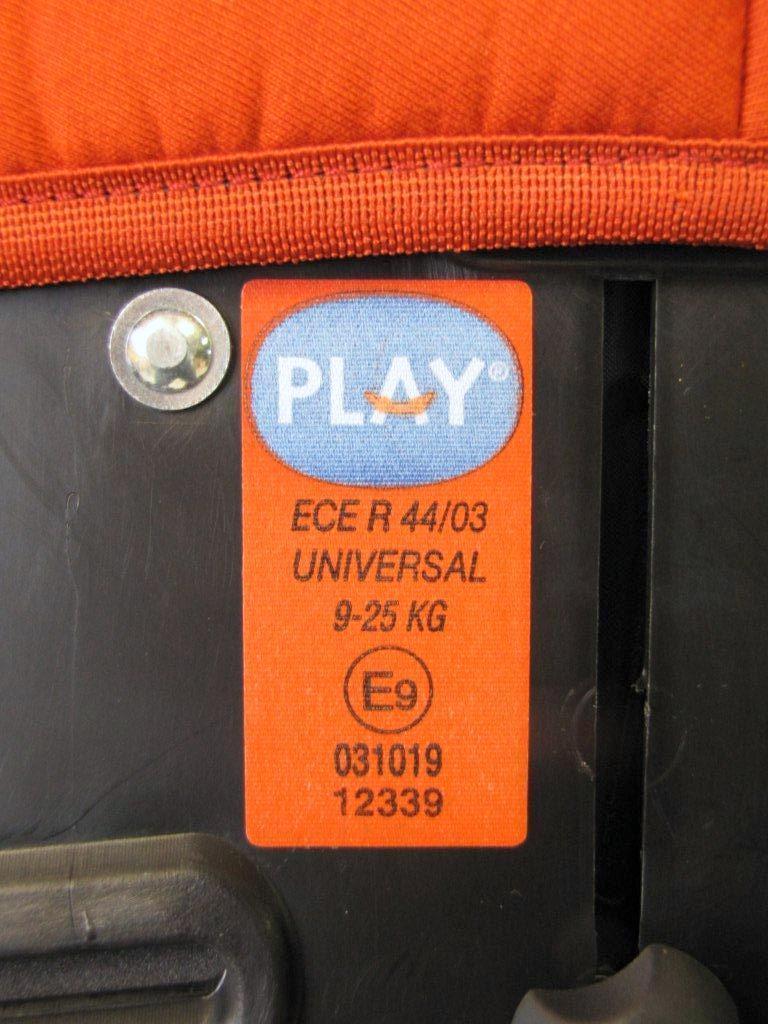 PLAY®
ECE R 44/03
UNIVERSAL
9-25 KG
E9
031019
12339